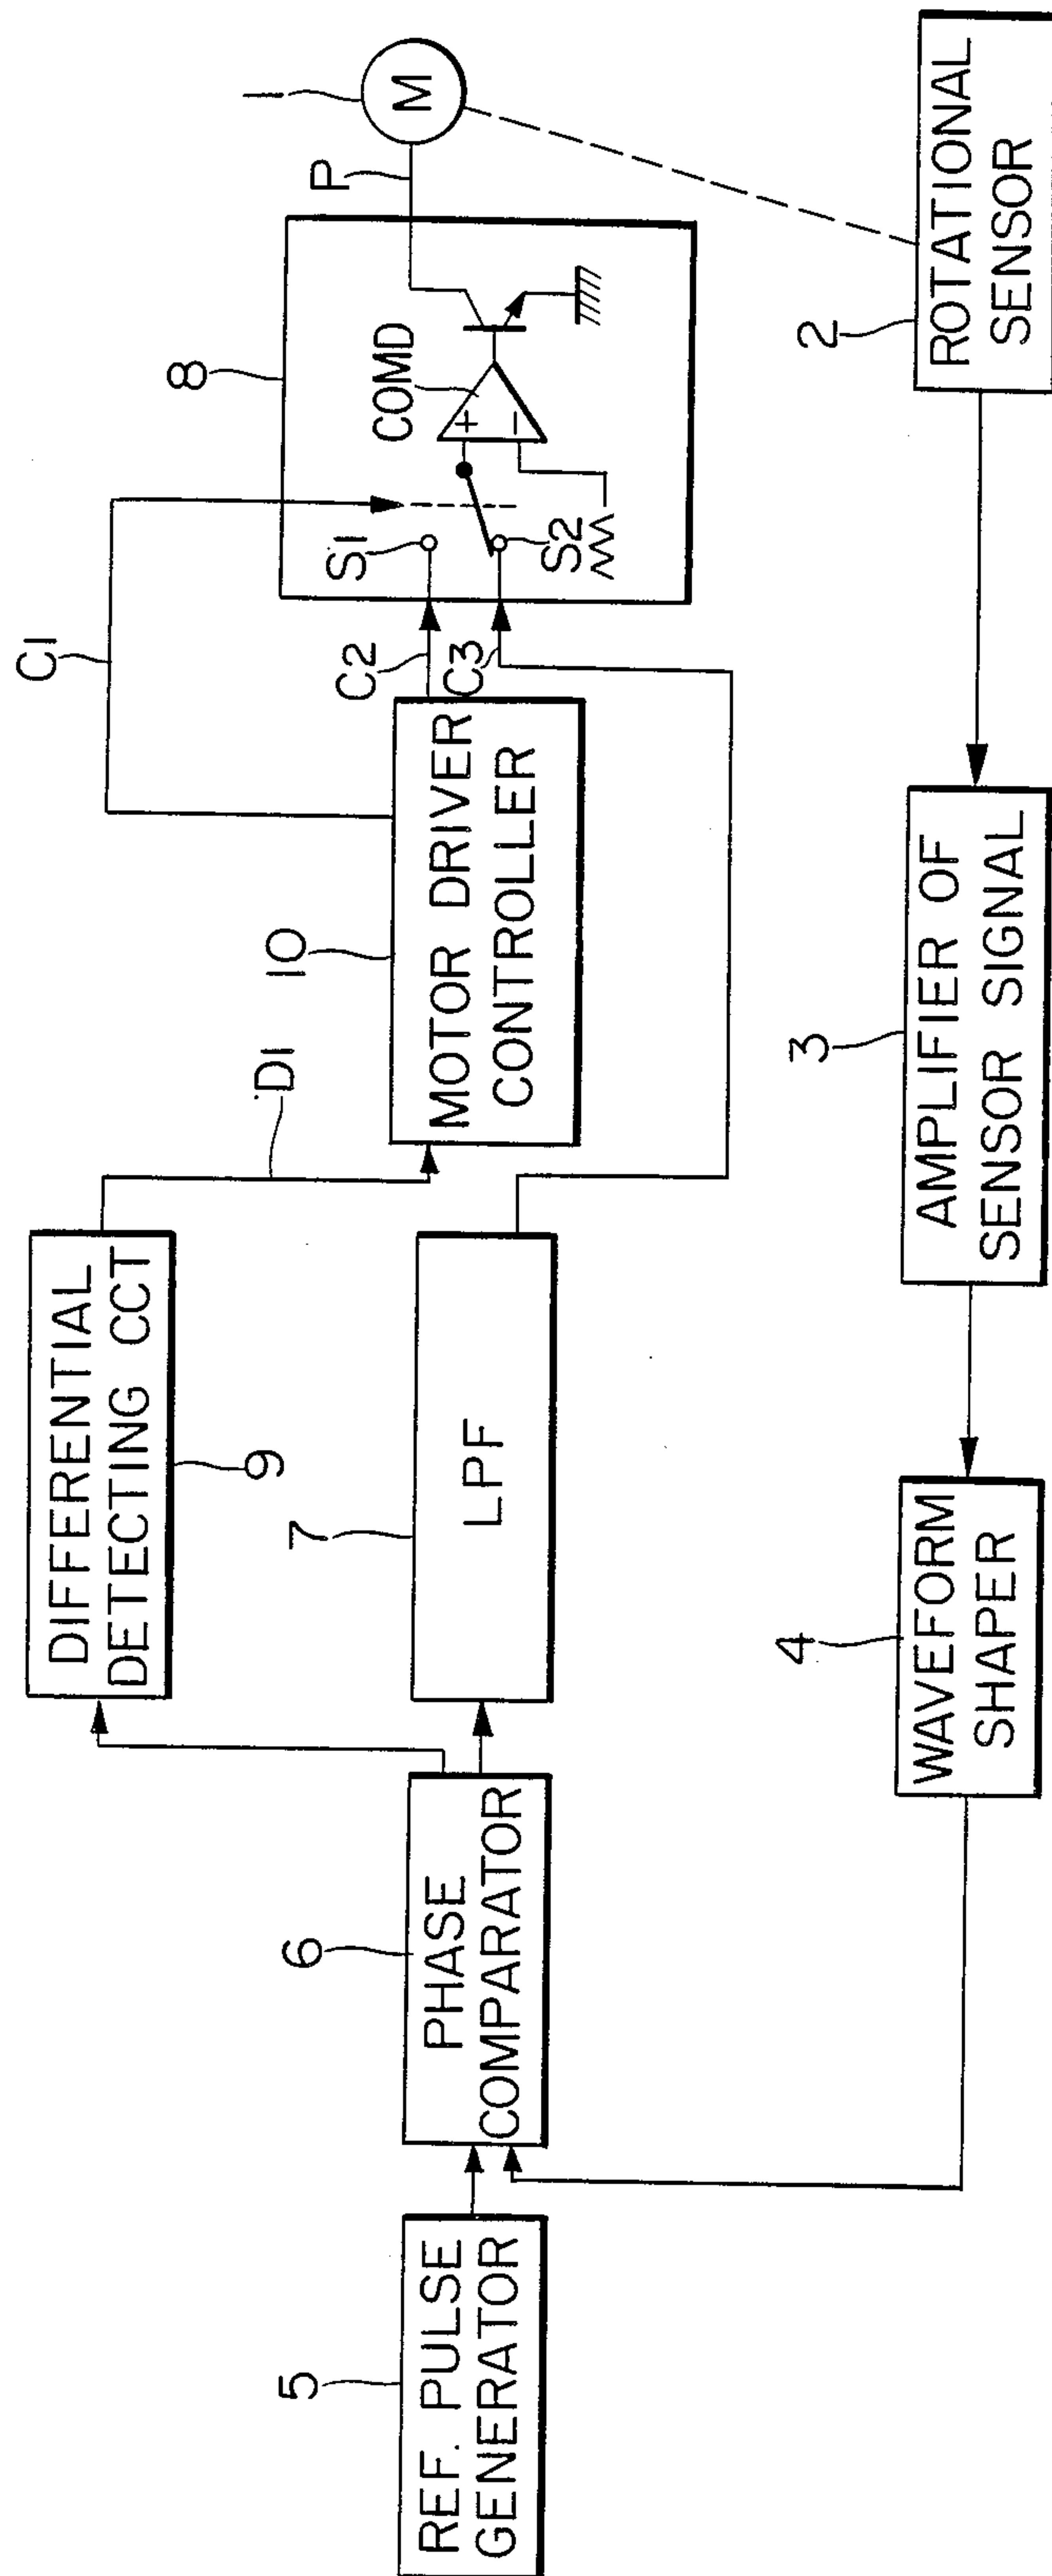 5
REF. PULSE
GENERATOR
6
PHASE
COMPARATOR
DIFFERENTIAL
DETECTING CCT
9
7
LPF
D1
10
MOTOR DRIVER
CONTROLLER
C1
C2
C3
8
S1
S2
COMD
+
−
P
1
M
2
ROTATIONAL
SENSOR
3
AMPLIFIER OF
SENSOR SIGNAL
4
WAVEFORM
SHAPER